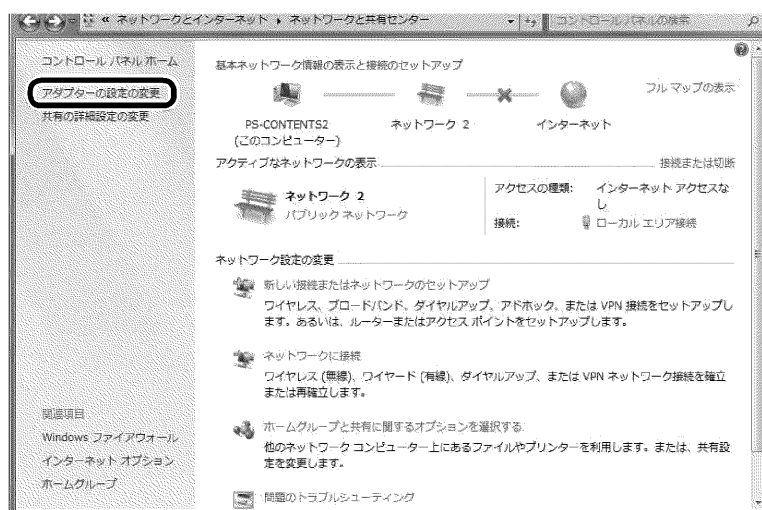 « ネットワークとインターネット ▸ ネットワークと共有センター
コントロール パネルの検索
コントロール パネル ホーム
アダプターの設定の変更
共有の詳細設定の変更
基本ネットワーク情報の表示と接続のセットアップ
フル マップの表示
PS-CONTENTS2
(このコンピューター)
ネットワーク 2
インターネット
アクティブなネットワークの表示
接続または切断
ネットワーク 2
パブリック ネットワーク
アクセスの種類: インターネット アクセスな
し
接続: ローカル エリア接続
ネットワーク設定の変更
新しい接続またはネットワークのセットアップ
ワイヤレス、ブロードバンド、ダイヤルアップ、アドホック、または VPN 接続をセットアップし
ます。あるいは、ルーターまたはアクセス ポイントをセットアップします。
ネットワークに接続
ワイヤレス (無線)、ワイヤード (有線)、ダイヤルアップ、または VPN ネットワーク接続を確立
または再確立します。
ホームグループと共有に関するオプションを選択する
他のネットワーク コンピューター上にあるファイルやプリンターを利用します。または、共有設
定を変更します。
問題のトラブルシューティング
関連項目
Windows ファイアウォール
インターネット オプション
ホームグループ